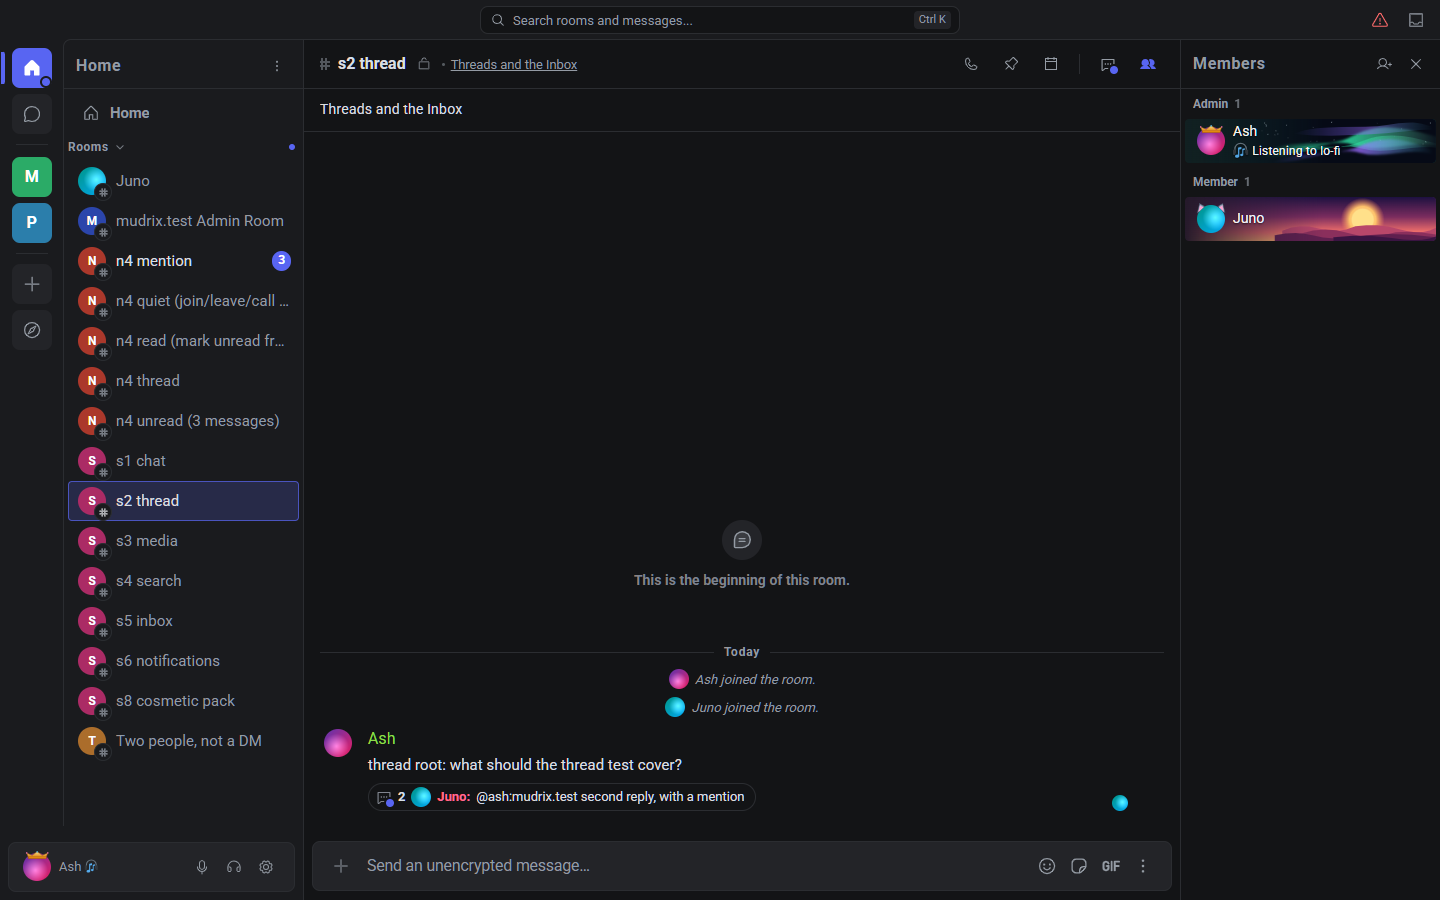 Search rooms and messages...
Ctrl K
Home
Home
Rooms
Juno
mudrix.test Admin Room
n4 mention
3
n4 quiet (join/leave/call ...
n4 read (mark unread fr...
n4 thread
n4 unread (3 messages)
s1 chat
s2 thread
s3 media
s4 search
s5 inbox
s6 notifications
s8 cosmetic pack
Two people, not a DM
M
P
M
N
N
N
N
N
S
S
S
S
S
S
S
T
Ash
s2 thread
• Threads and the Inbox
Threads and the Inbox
This is the beginning of this room.
Today
Ash joined the room.
Juno joined the room.
Ash
thread root: what should the thread test cover?
2 Juno: @ash:mudrix.test second reply, with a mention
Send an unencrypted message...
GIF
Members
Admin 1
Ash
Listening to lo-fi
Member 1
Juno